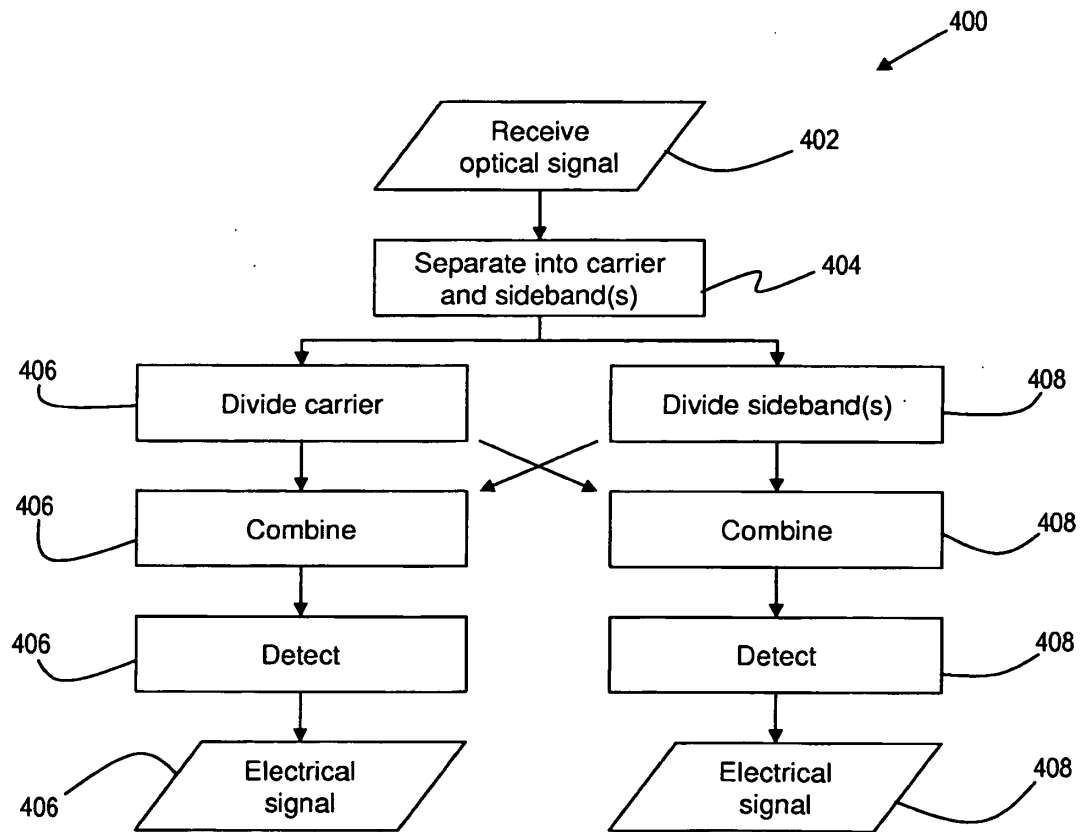 400
Receive
optical signal
402
Separate into carrier
and sideband(s)
404
406
Divide carrier
Divide sideband(s)
408
406
Combine
Combine
408
406
Detect
Detect
408
406
Electrical
signal
Electrical
signal
408